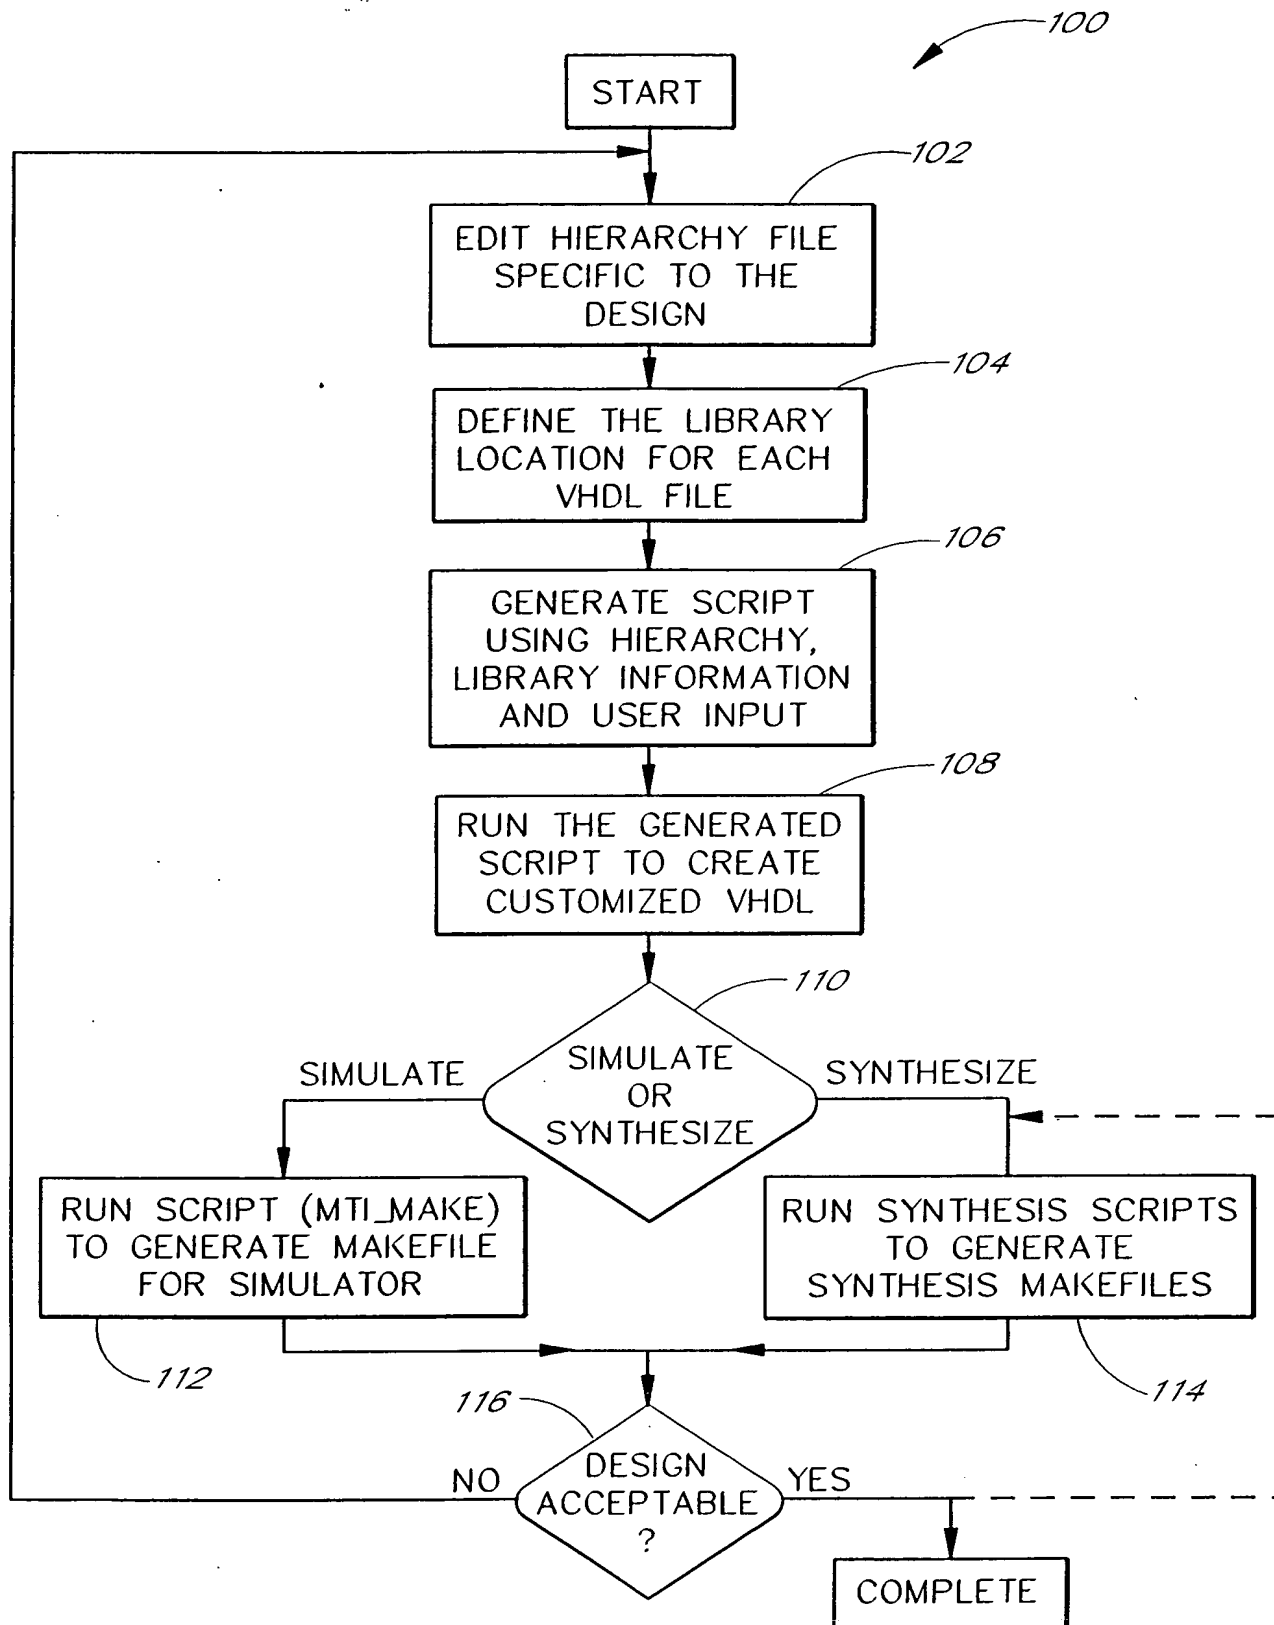 100
START
102
EDIT HIERARCHY FILE
SPECIFIC TO THE
DESIGN
104
DEFINE THE LIBRARY
LOCATION FOR EACH
VHDL FILE
106
GENERATE SCRIPT
USING HIERARCHY,
LIBRARY INFORMATION
AND USER INPUT
108
RUN THE GENERATED
SCRIPT TO CREATE
CUSTOMIZED VHDL
110
SIMULATE
SIMULATE
OR
SYNTHESIZE
SYNTHESIZE
RUN SCRIPT (MTI_MAKE)
TO GENERATE MAKEFILE
FOR SIMULATOR
RUN SYNTHESIS SCRIPTS
TO GENERATE
SYNTHESIS MAKEFILES
112
114
116
NO
DESIGN
ACCEPTABLE
?
YES
COMPLETE